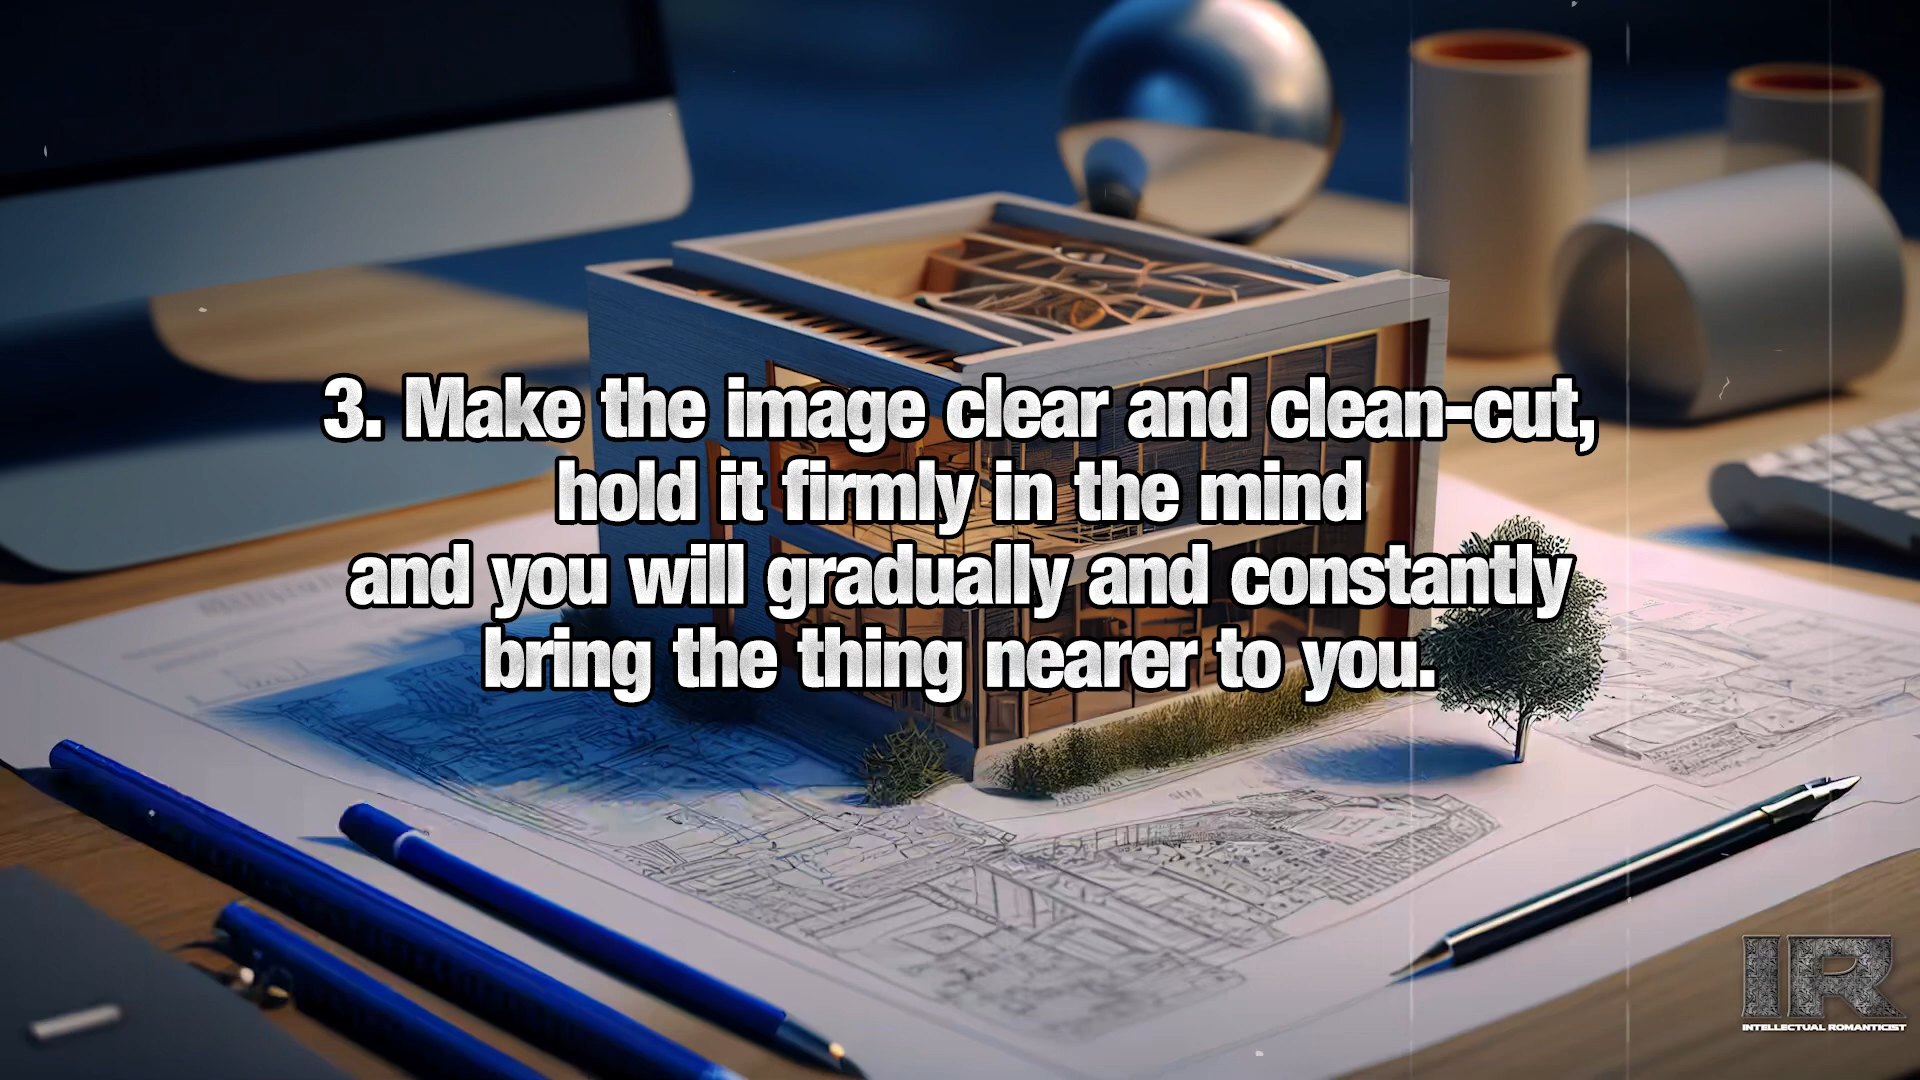 3. Make the image clear and clean-cut,
hold it firmly in the mind
and you will gradually and constantly
bring the thing nearer to you.
IR
INTELLECTUAL ROMANTICIST